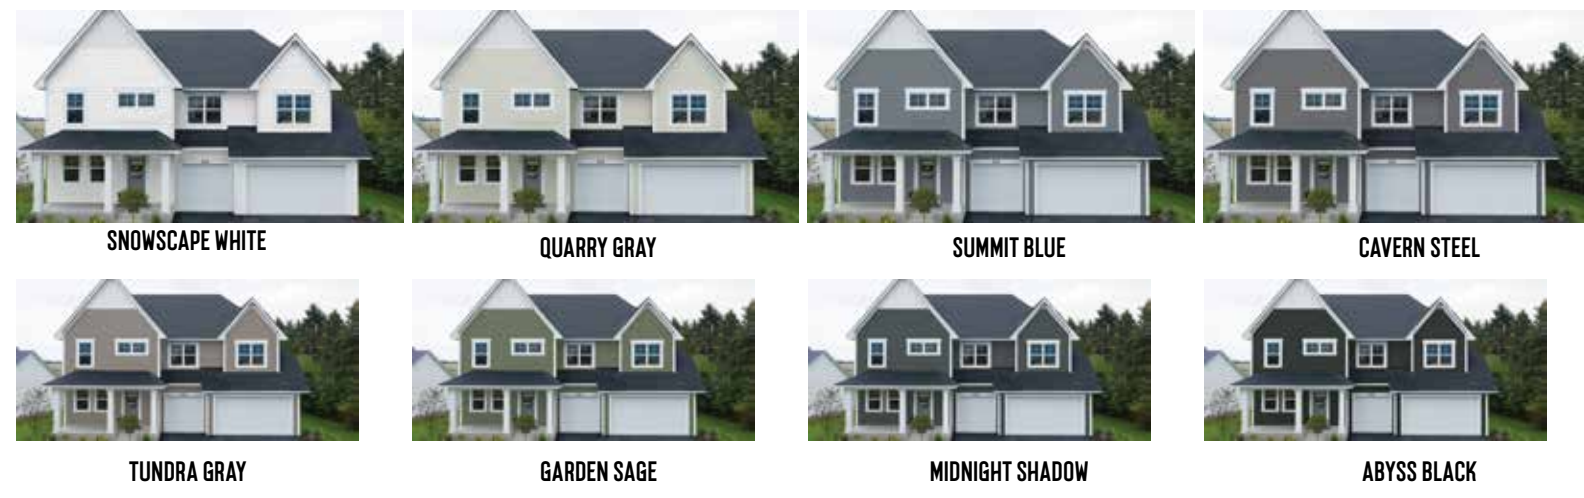 SNOWSCAPE WHITE
QUARRY GRAY
SUMMIT BLUE
CAVERN STEEL
TUNDRA GRAY
GARDEN SAGE
MIDNIGHT SHADOW
ABYSS BLACK